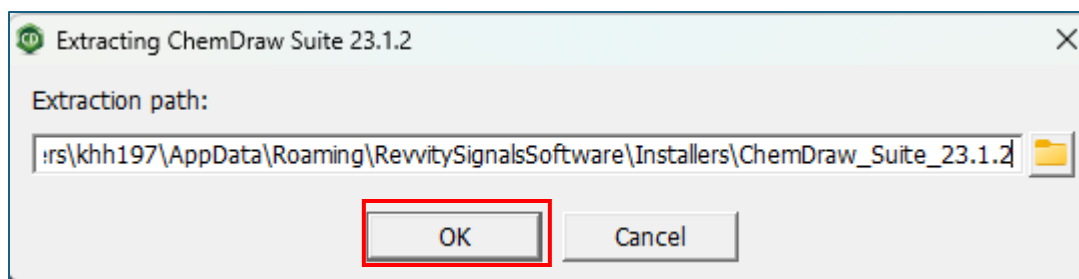 Extracting ChemDraw Suite 23.1.2
Extraction path:
rs\khh197\AppData\Roaming\RevvitySignalsSoftware\Installers\ChemDraw_Suite_23.1.2
OK
Cancel